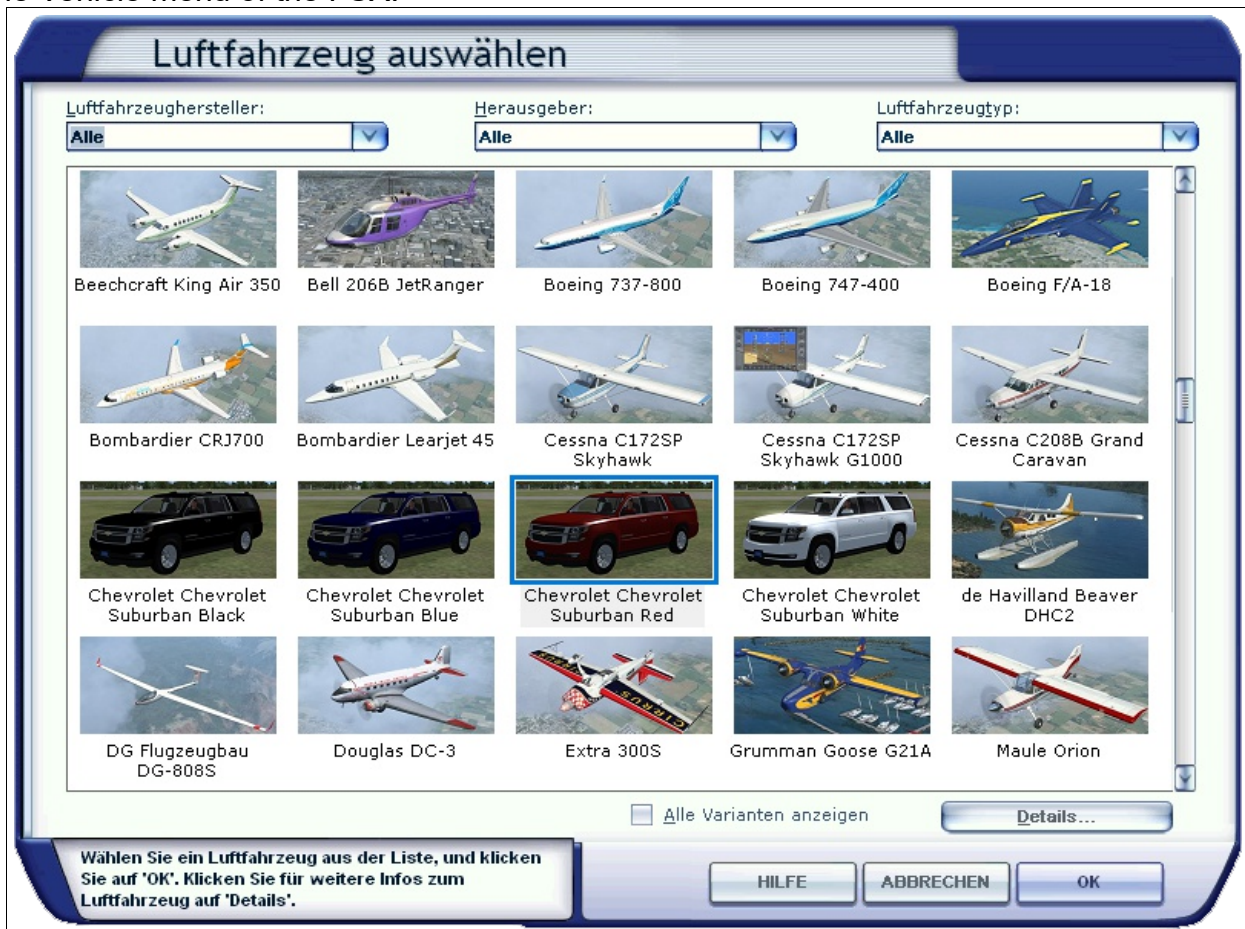 Luftfahrzeug auswählen
Luftfahrzeughersteller:
Herausgeber:
Luftfahrzeugtyp:
Alle
Alle
Alle
Beechcraft King Air 350
Bell 206B JetRanger
Boeing 737-800
Boeing 747-400
Boeing F/A-18
Bombardier CRJ700
Bombardier Learjet 45
Cessna C172SP
Skyhawk
Cessna C172SP
Skyhawk G1000
Cessna C208B Grand
Caravan
Chevrolet Chevrolet
Suburban Black
Chevrolet Chevrolet
Suburban Blue
Chevrolet Chevrolet
Suburban Red
Chevrolet Chevrolet
Suburban White
de Havilland Beaver
DHC2
DG Flugzeugbau
DG-808S
Douglas DC-3
Extra 300S
CIRRUS
Grumman Goose G21A
Maule Orion
Alle Varianten anzeigen
Details...
Wählen Sie ein Luftfahrzeug aus der Liste, und klicken
Sie auf 'OK'. Klicken Sie für weitere Infos zum
Luftfahrzeug auf 'Details'.
HILFE
ABBRECHEN
OK